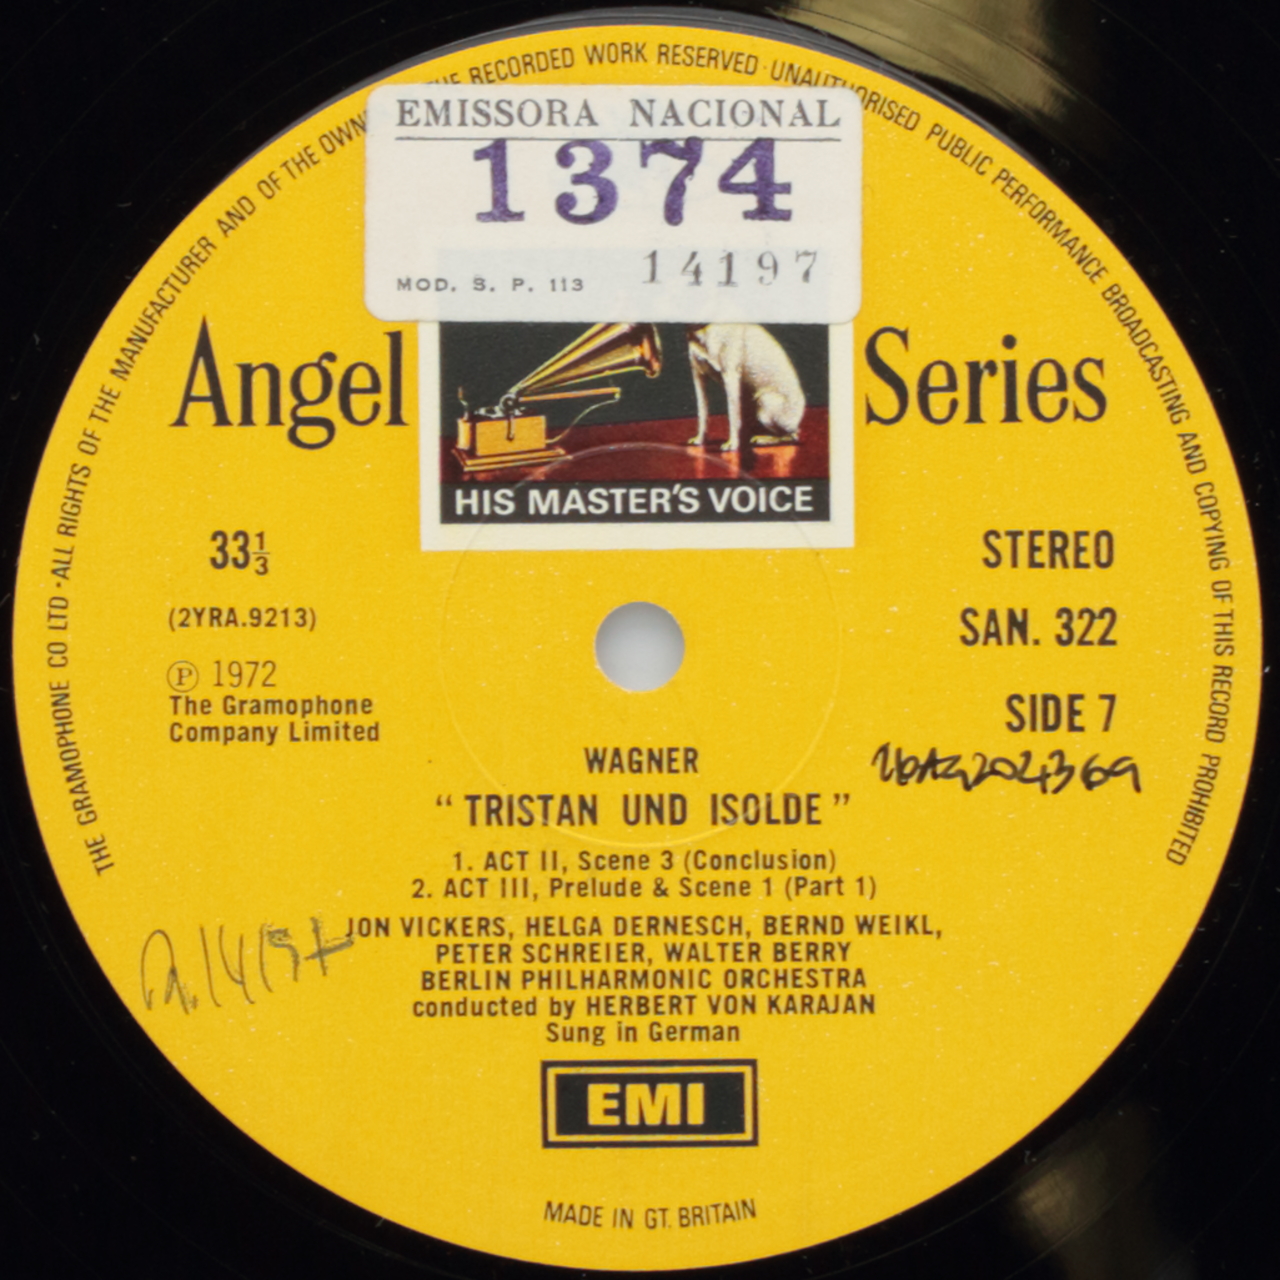 THE GRAMOPHONE CO LTD · ALL RIGHTS OF THE MANUFACTURER AND OF THE OWN
THE RECORDED WORK RESERVED · UNAUTHORISED PUBLIC PERFORMANCE BROADCASTING AND COPYING OF THIS RECORD PROHIBITED
EMISSORA NACIONAL
1374
14197
MOD. S. P. 113
Angel Series
HIS MASTER'S VOICE
33⅓
STEREO
(2YRA.9213)
SAN. 322
Ⓟ 1972
The Gramophone
Company Limited
SIDE 7
WAGNER
“ TRISTAN UND ISOLDE ”
1. ACT II, Scene 3 (Conclusion)
2. ACT III, Prelude & Scene 1 (Part 1)
JON VICKERS, HELGA DERNESCH, BERND WEIKL,
PETER SCHREIER, WALTER BERRY
BERLIN PHILHARMONIC ORCHESTRA
conducted by HERBERT VON KARAJAN
Sung in German
EMI
MADE IN GT. BRITAIN